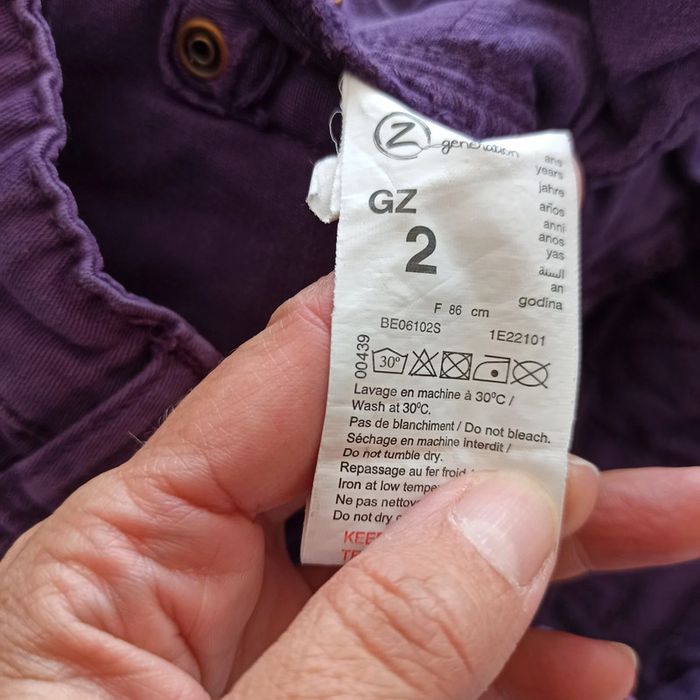 Z generation
ans
years
jahre
años
anni
anos
yas
السنة
an
godina
GZ
2
F 86 cm
BE06102S 1E22101
00439
30°
Lavage en machine à 30°C /
Wash at 30°C.
Pas de blanchiment / Do not bleach.
Séchage en machine interdit /
Do not tumble dry.
Repassage au fer froid
Iron at low
Ne pas
Do not dry